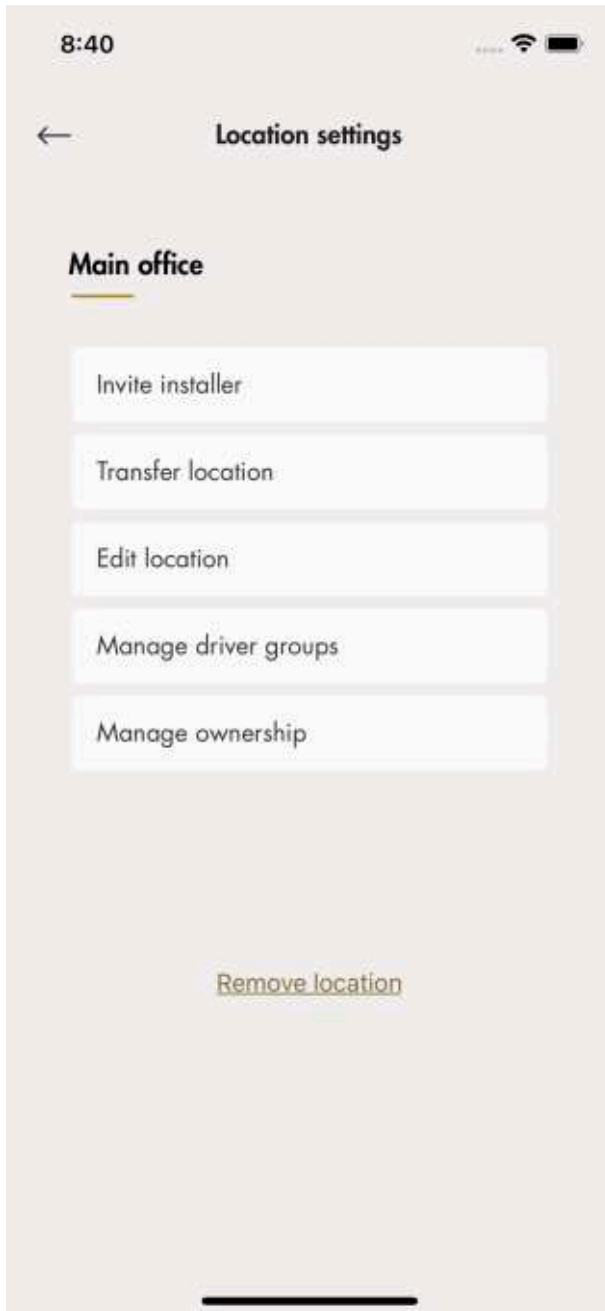 8:40
Location settings
Main office
Invite installer
Transfer location
Edit location
Manage driver groups
Manage ownership
Remove location